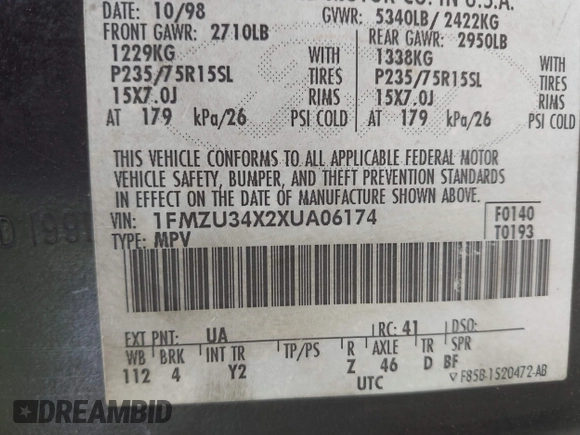 MOTOR CO. IN U.S.A.
DATE: 10/98 GVWR: 5340LB/ 2422KG
FRONT GAWR: 2710LB REAR GAWR: 2950LB
1229KG WITH 1338KG WITH
P235/75R15SL TIRES P235/75R15SL TIRES
15X7.0J RIMS 15X7.0J RIMS
AT 179 kPa/26 PSI COLD AT 179 kPa/26 PSI COLD
THIS VEHICLE CONFORMS TO ALL APPLICABLE FEDERAL MOTOR
VEHICLE SAFETY, BUMPER, AND THEFT PREVENTION STANDARDS
IN EFFECT ON THE DATE OF MANUFACTURE SHOWN ABOVE.
VIN: 1FMZU34X2XUA06174 F0140
TYPE: MPV T0193
EXT PNT: UA RC: 41 DSO:
WB BRK INT TR TP/PS R AXLE TR SPR
112 4 Y2 Z 46 D BF
UTC F85B-1520472-AB
DREAMBID